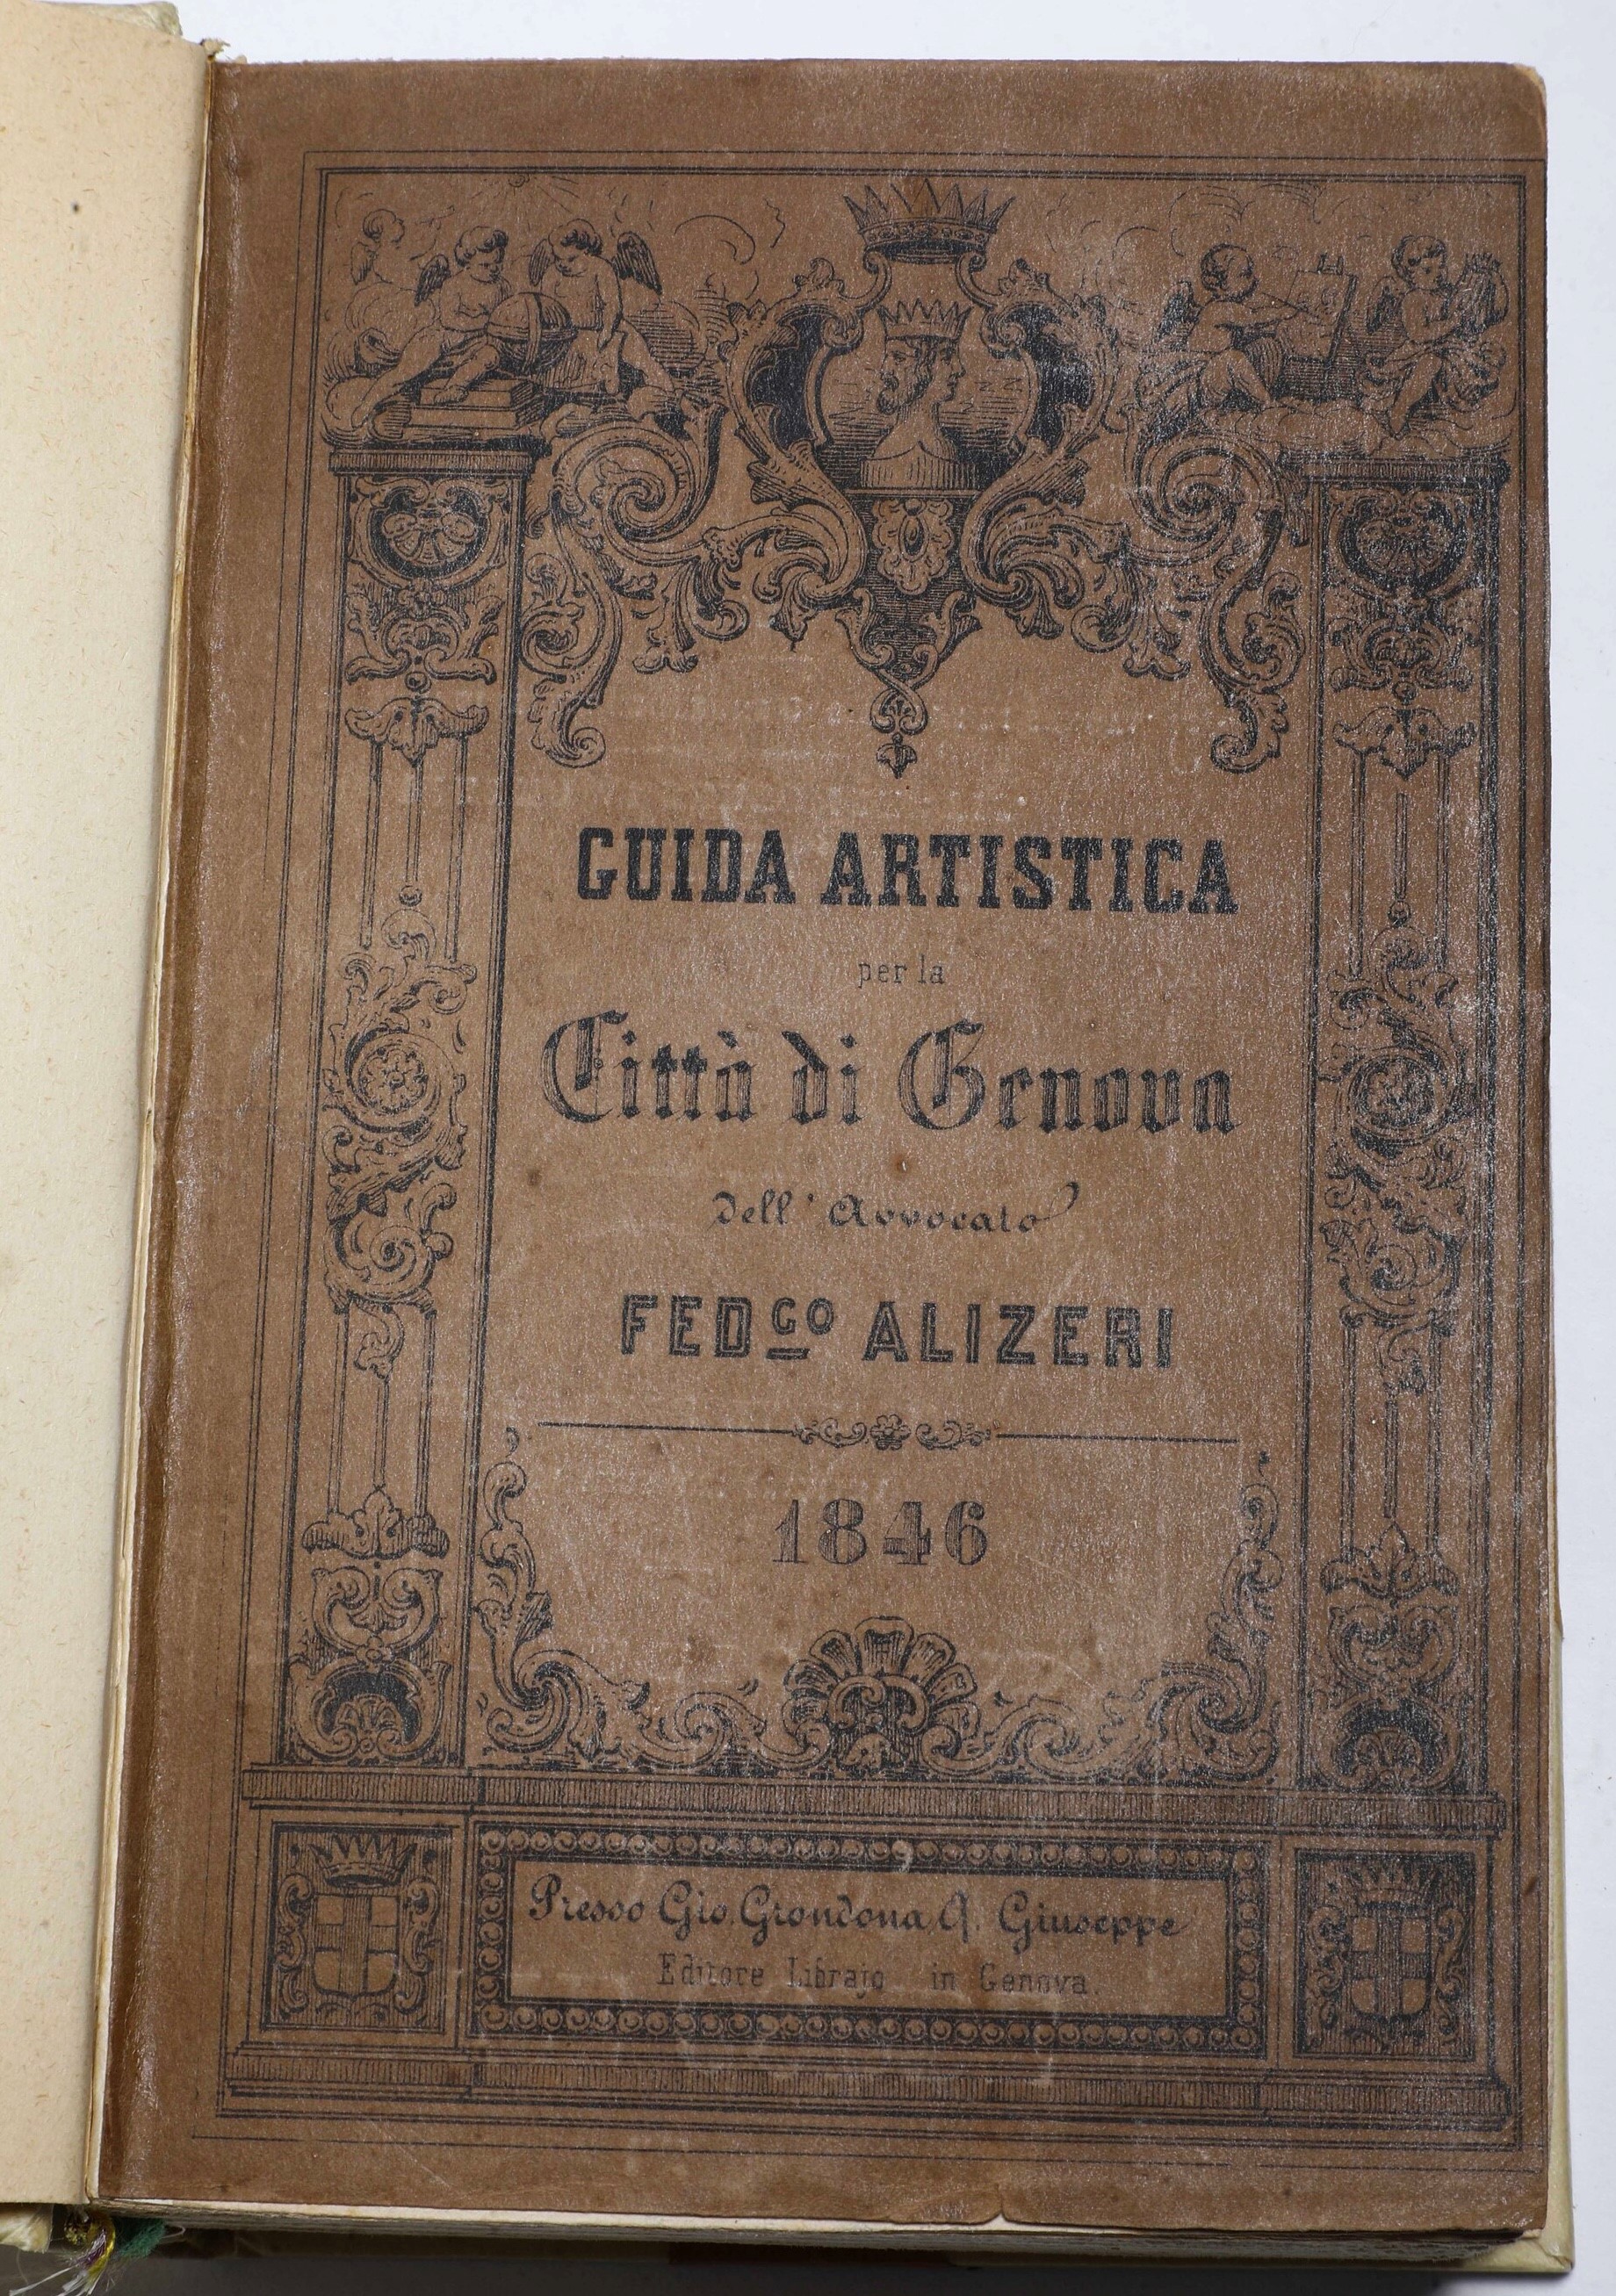 GUIDA ARTISTICA
per la
Città di Genova
dell' Avvocato
FEDCO ALIZERI
1846
Presso Gio. Grondona Q. Giuseppe
Editore Librajo in Genova.